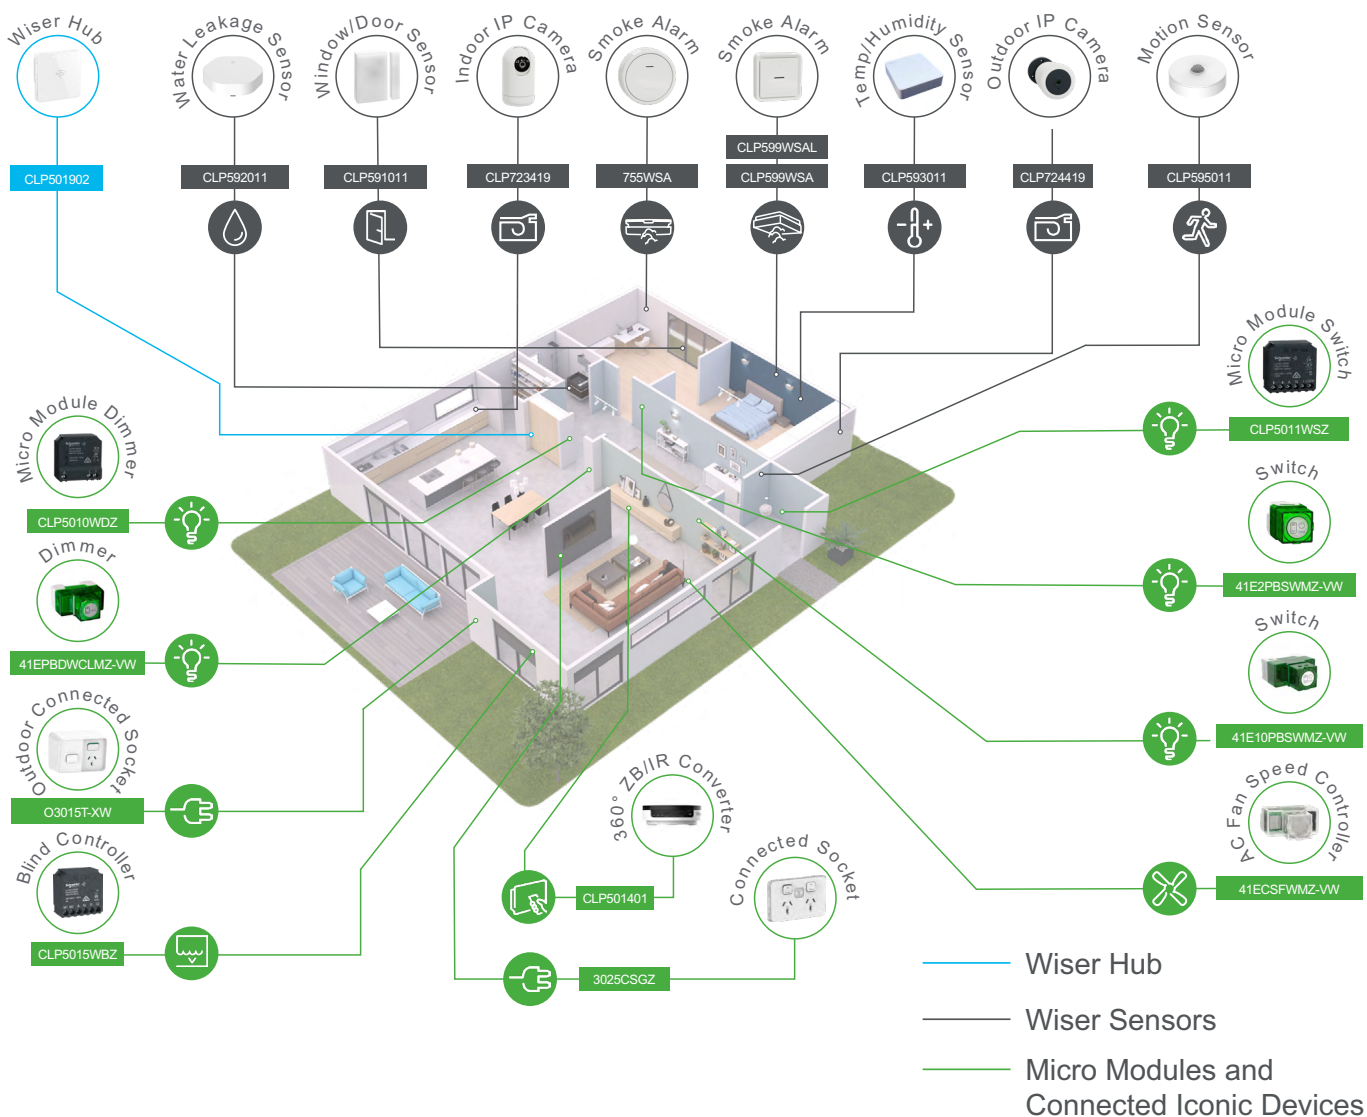 Wiser Hub
Water Leakage Sensor
Window/Door Sensor
Indoor IP Camera
Smoke Alarm
Smoke Alarm
Temp/Humidity Sensor
Outdoor IP Camera
Motion Sensor
CLP599WSAL
CLP501902
CLP592011
CLP591011
CLP723419
755WSA
CLP599WSA
CLP593011
CLP724419
CLP595011
Micro Module Switch
CLP5011WSZ
Micro Module Dimmer
CLP5010WDZ
Switch
41E2PBSWMZ-VW
Dimmer
41EPBDWCLMZ-VW
Switch
41E10PBSWMZ-VW
Outdoor Connected Socket
O3015T-XW
360° ZB/IR Converter
CLP501401
AC Fan Speed Controller
41ECSFWMZ-VW
Blind Controller
CLP5015WBZ
Connected Socket
3025CSGZ
Wiser Hub
Wiser Sensors
Micro Modules and
Connected Iconic Devices